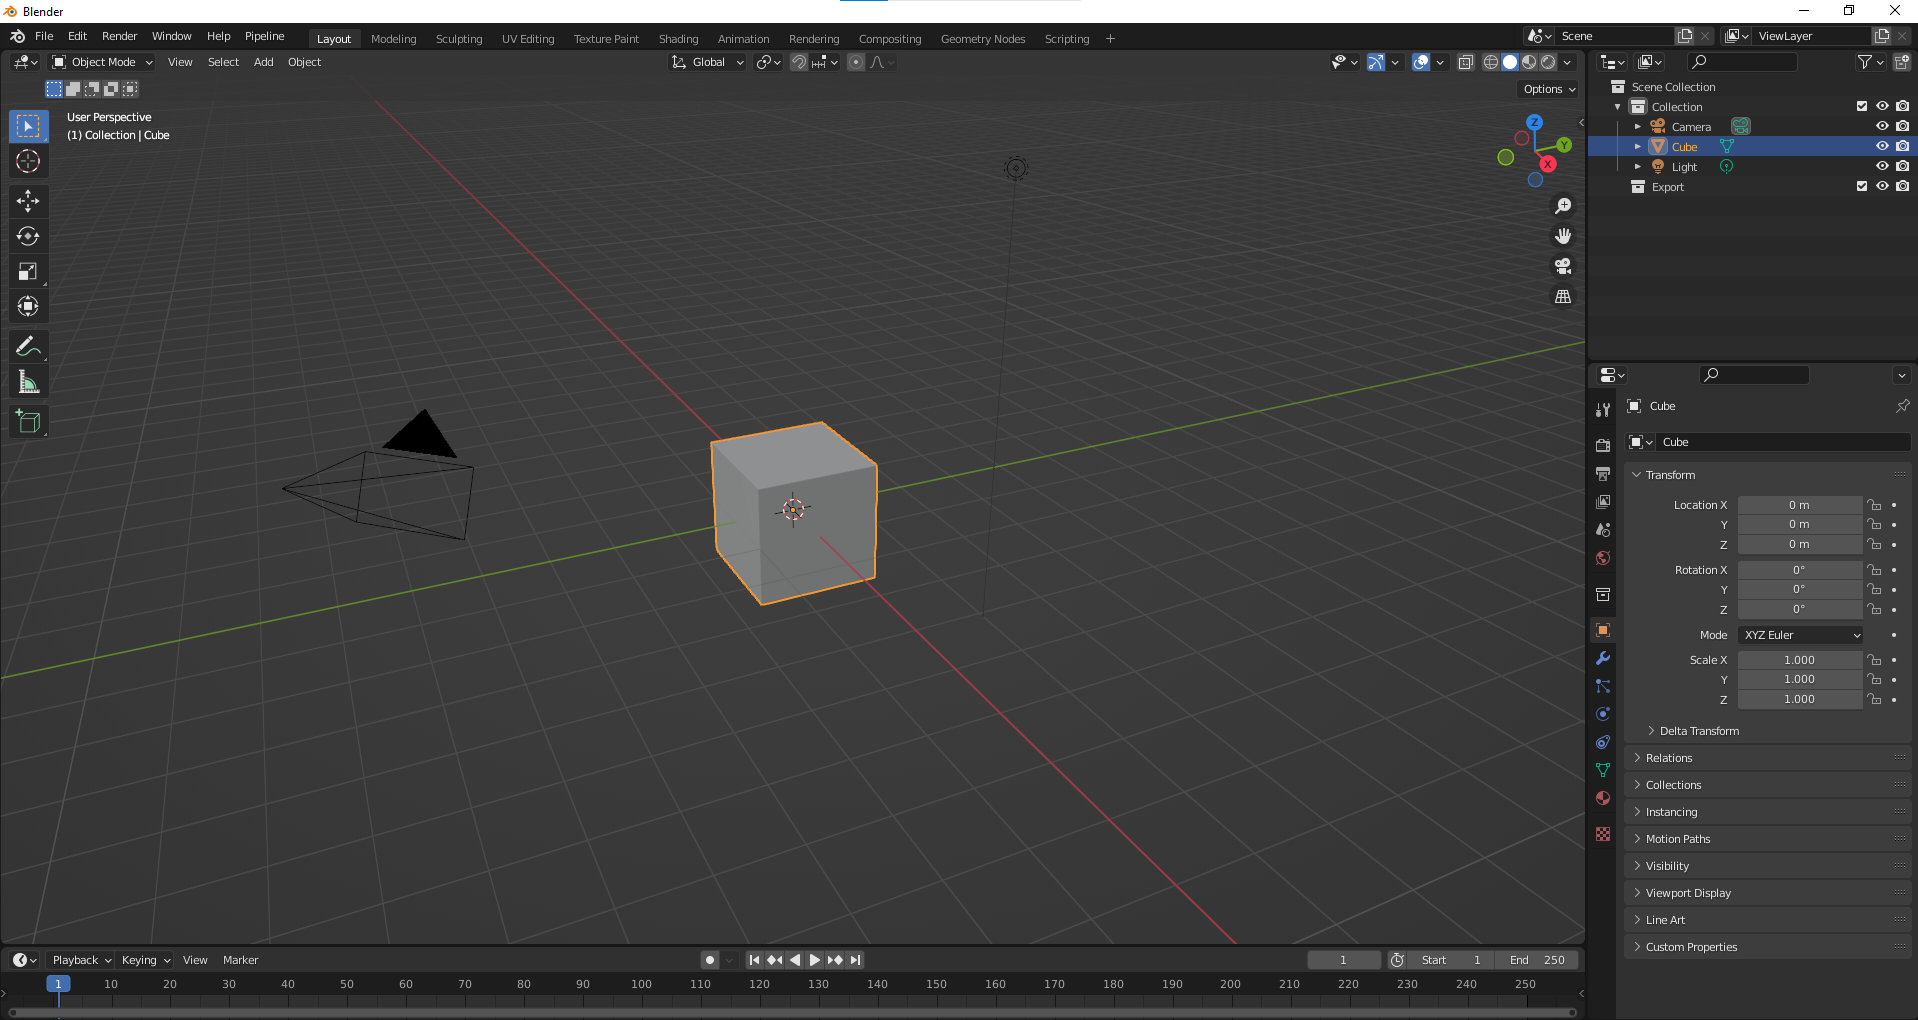 Blender
File Edit Render Window Help Pipeline Layout Modeling Sculpting UV Editing Texture Paint Shading Animation Rendering Compositing Geometry Nodes Scripting + Scene ViewLayer
Object Mode View Select Add Object Global
Options
User Perspective
(1) Collection | Cube
Z
Y
X
Scene Collection
Collection
Camera
Cube
Light
Export
Cube
Cube
Transform
Location X 0 m
Y 0 m
Z 0 m
Rotation X 0°
Y 0°
Z 0°
Mode XYZ Euler
Scale X 1.000
Y 1.000
Z 1.000
Delta Transform
Relations
Collections
Instancing
Motion Paths
Visibility
Viewport Display
Line Art
Custom Properties
Playback Keying View Marker 1 Start 1 End 250
1 10 20 30 40 50 60 70 80 90 100 110 120 130 140 150 160 170 180 190 200 210 220 230 240 250